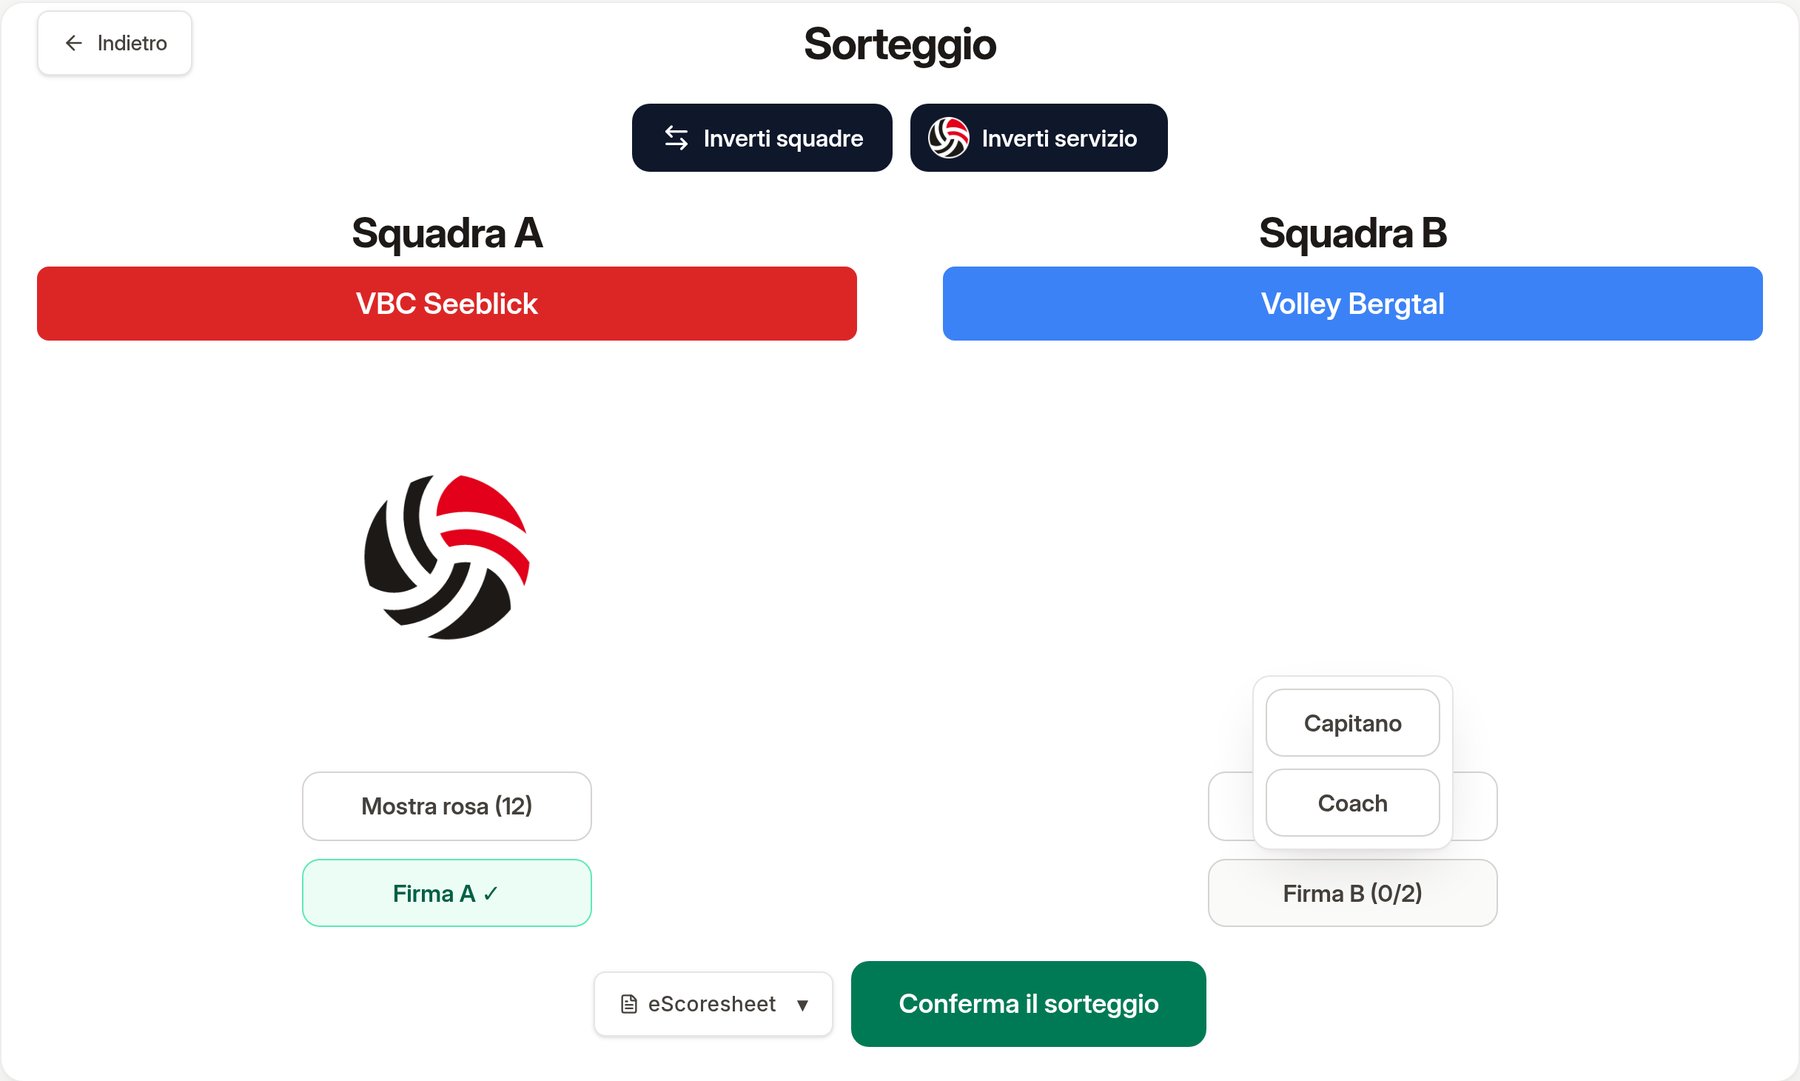 Indietro
Sorteggio
Inverti squadre
Inverti servizio
Squadra A
Squadra B
VBC Seeblick
Volley Bergtal
Capitano
Mostra rosa (12)
Coach
Firma A ✓
Firma B (0/2)
eScoresheet ▼
Conferma il sorteggio